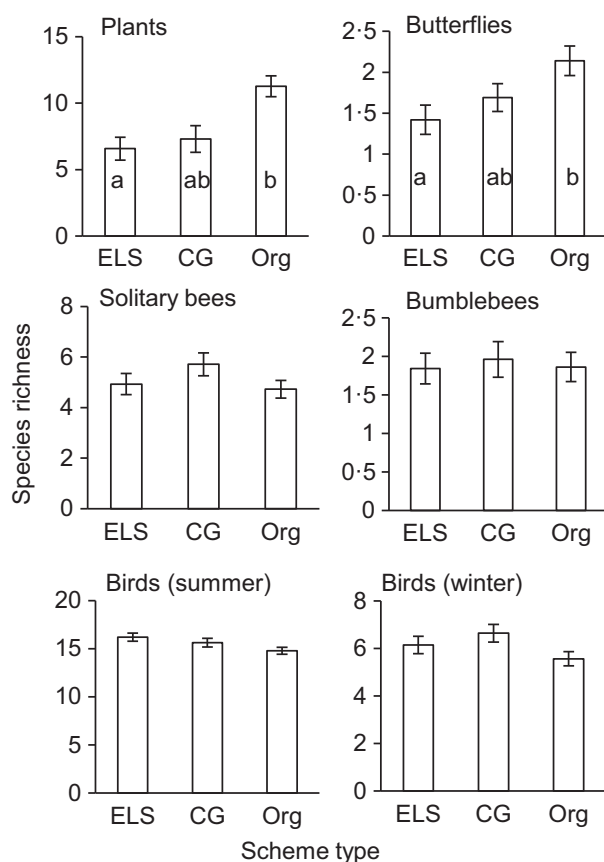 Plants
15
10
5
0
a
ab
b
ELS
CG
Org
Butterflies
2·5
2
1·5
1
0·5
0
a
ab
b
ELS
CG
Org
Species richness
Solitary bees
8
6
4
2
0
ELS
CG
Org
Bumblebees
2·5
2
1·5
1
0·5
0
ELS
CG
Org
Birds (summer)
20
15
10
5
0
ELS
CG
Org
Birds (winter)
8
6
4
2
0
ELS
CG
Org
Scheme type